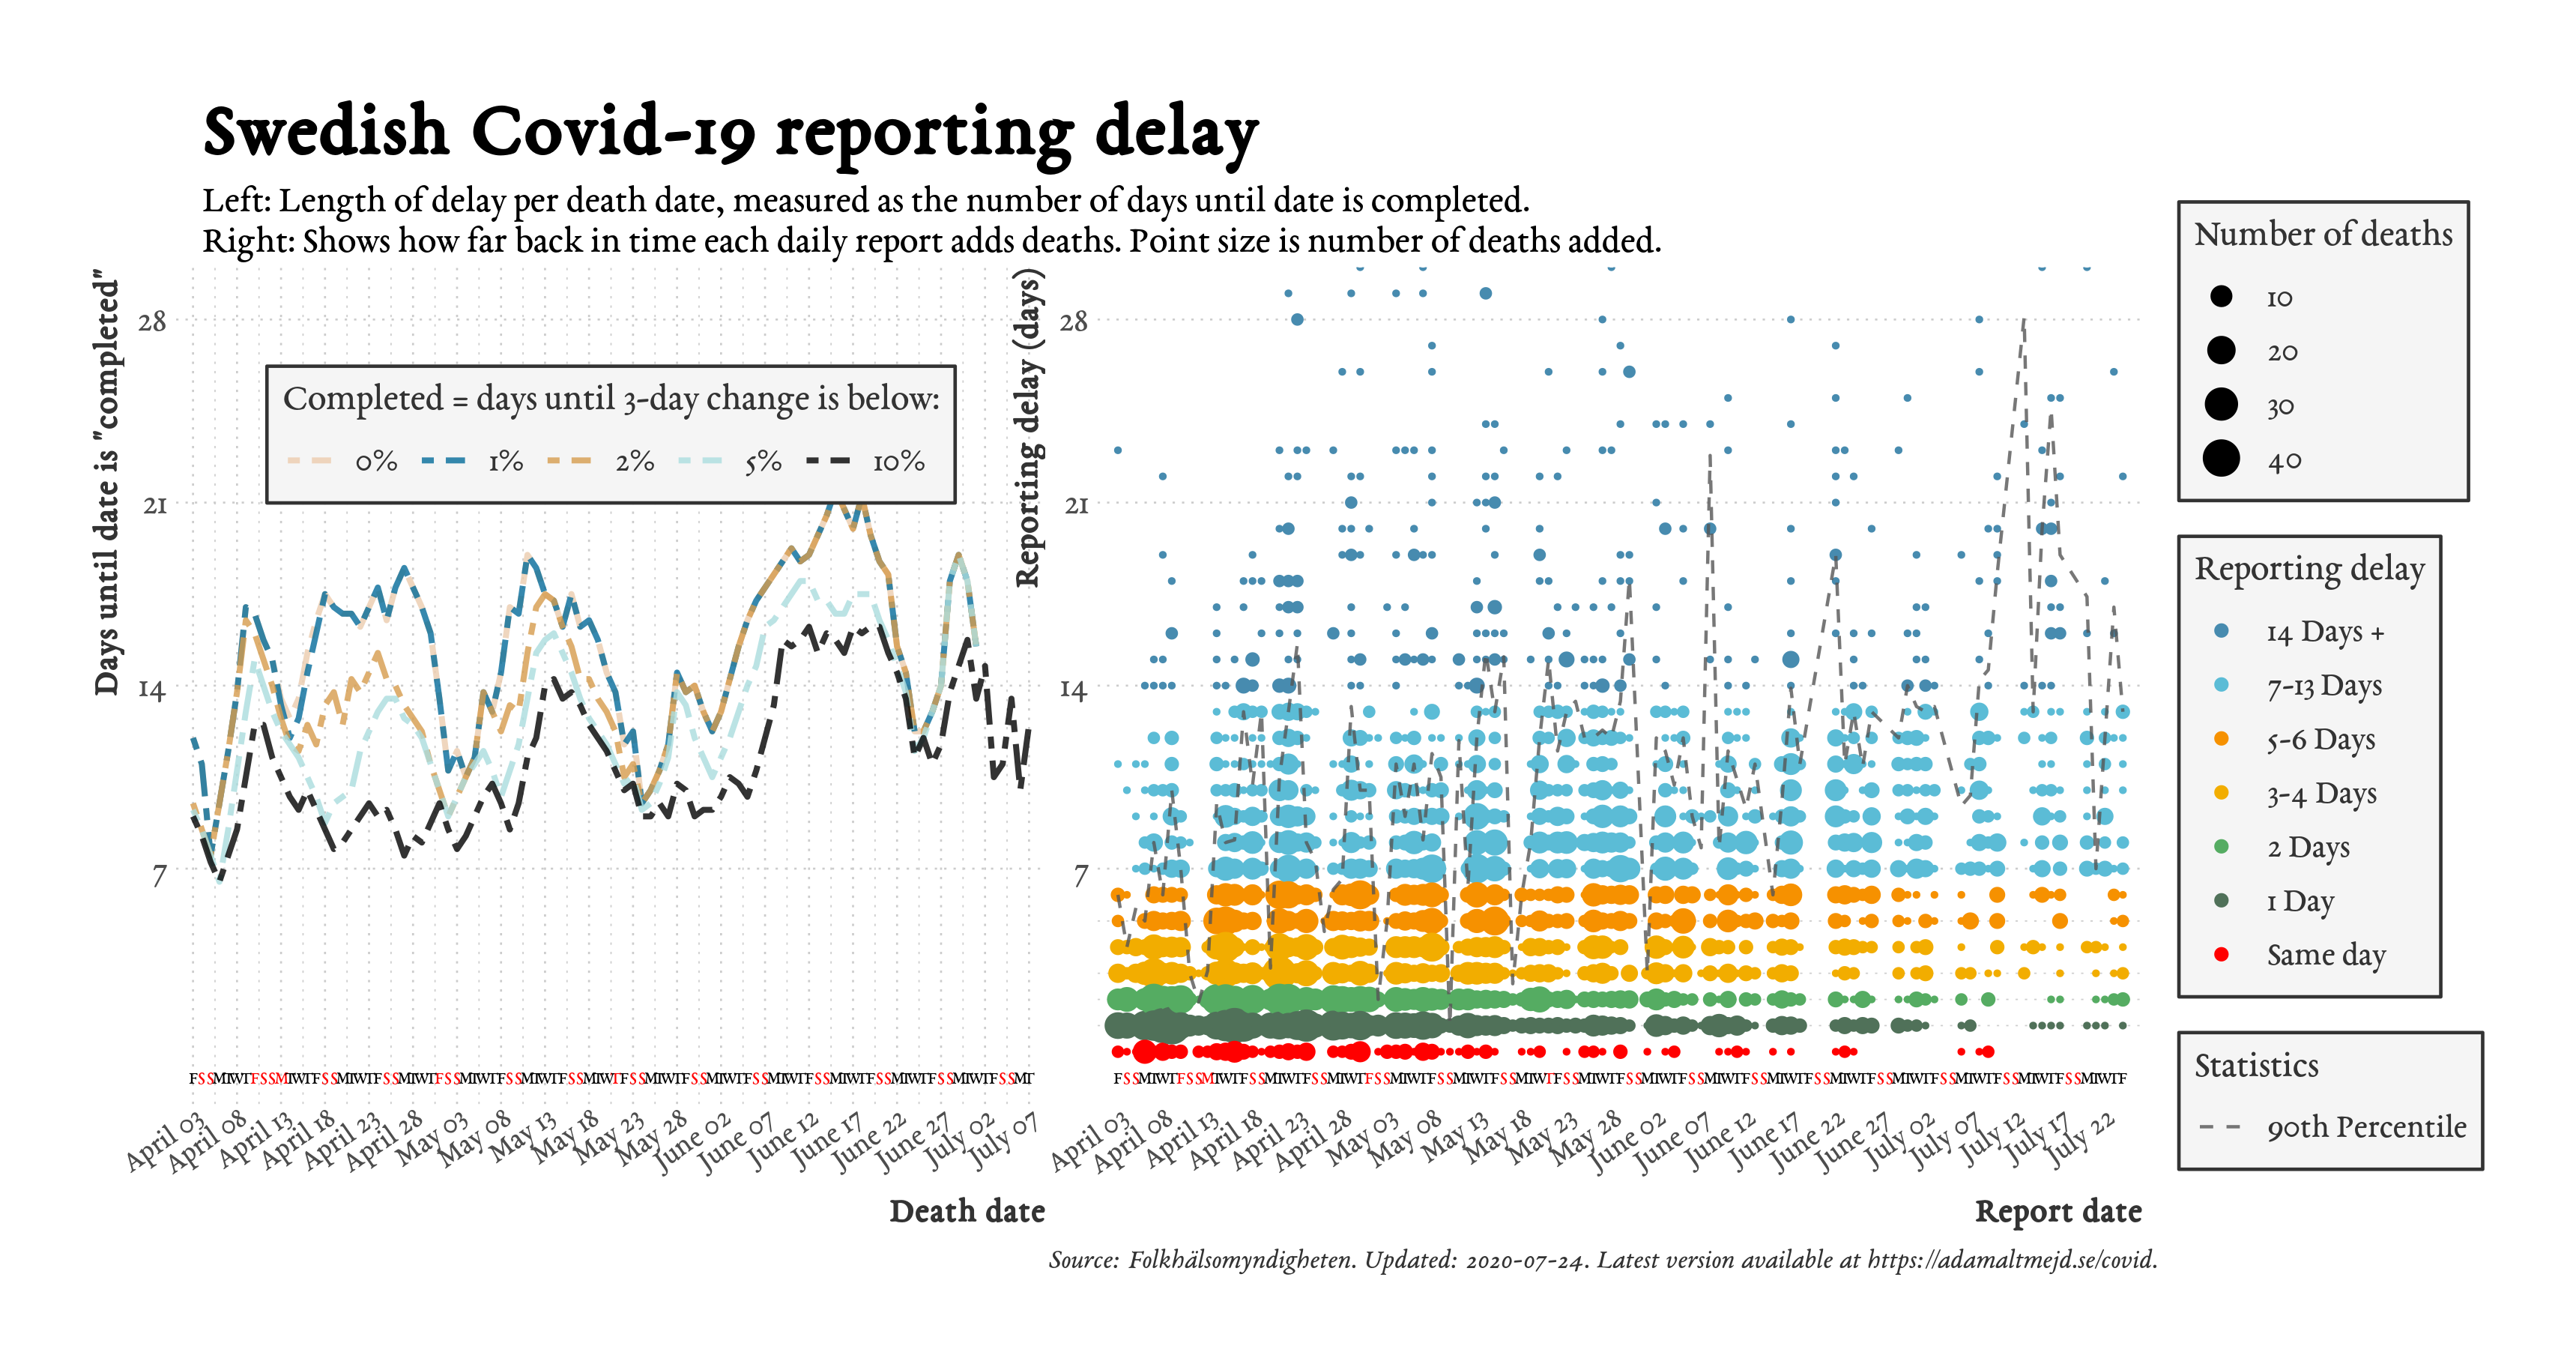 Swedish Covid-19 reporting delay
Left: Length of delay per death date, measured as the number of days until date is completed.
Right: Shows how far back in time each daily report adds deaths. Point size is number of deaths added.
Days until date is "completed"
28
21
14
7
Completed = days until 3-day change is below:
0% 1% 2% 5% 10%
April 03
April 08
April 13
April 18
April 23
April 28
May 03
May 08
May 13
May 18
May 23
May 28
June 02
June 07
June 12
June 17
June 22
June 27
July 02
July 07
Death date
Reporting delay (days)
28
21
14
7
April 03
April 08
April 13
April 18
April 23
April 28
May 03
May 08
May 13
May 18
May 23
May 28
June 02
June 07
June 12
June 17
June 22
June 27
July 02
July 07
July 12
July 17
July 22
Report date
Number of deaths
10
20
30
40
Reporting delay
14 Days +
7-13 Days
5-6 Days
3-4 Days
2 Days
1 Day
Same day
Statistics
90th Percentile
Source: Folkhälsomyndigheten. Updated: 2020-07-24. Latest version available at https://adamaltmejd.se/covid.